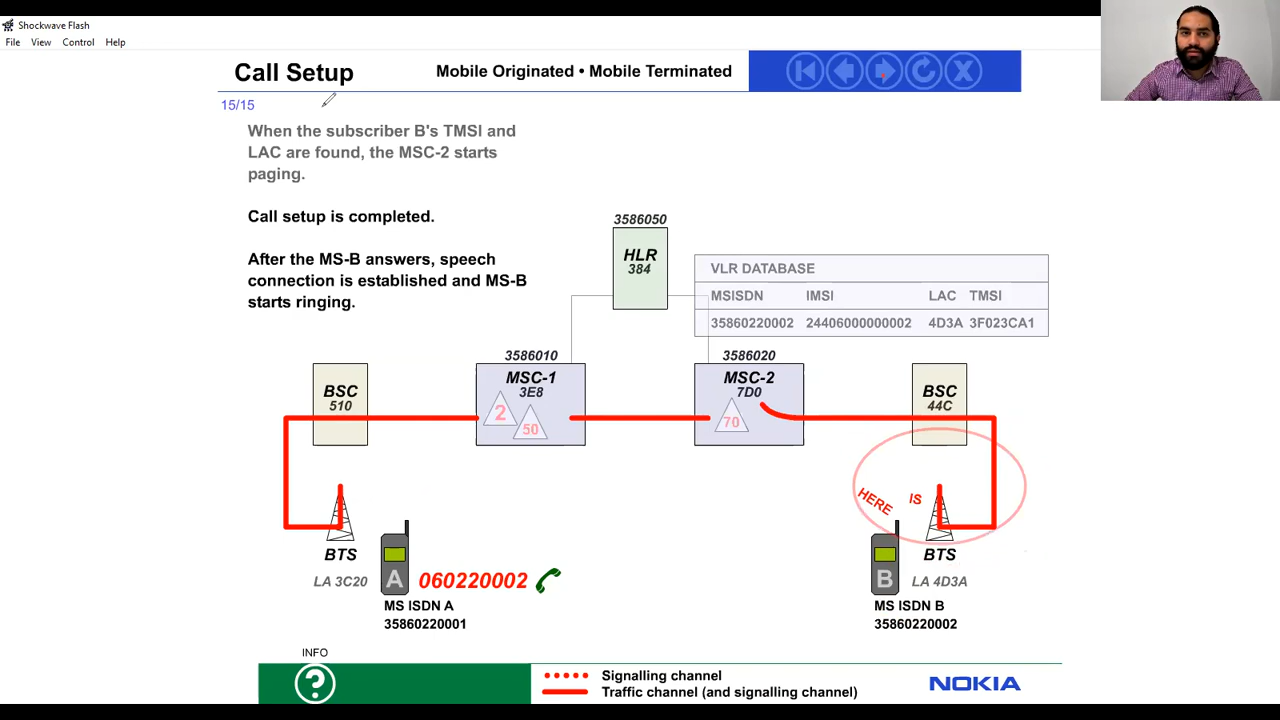 Shockwave Flash
File View Control Help
Call Setup
Mobile Originated • Mobile Terminated
15/15
When the subscriber B's TMSI and
LAC are found, the MSC-2 starts
paging.
Call setup is completed.
After the MS-B answers, speech
connection is established and MS-B
starts ringing.
3586050
HLR
384
VLR DATABASE
MSISDN IMSI LAC TMSI
35860220002 24406000000002 4D3A 3F023CA1
3586010
3586020
BSC
510
MSC-1
3E8
2
50
MSC-2
7D0
70
BSC
44C
HERE IS
BTS
LA 3C20
A
060220002
MS ISDN A
35860220001
B
BTS
LA 4D3A
MS ISDN B
35860220002
INFO
?
Signalling channel
Traffic channel (and signalling channel)
NOKIA